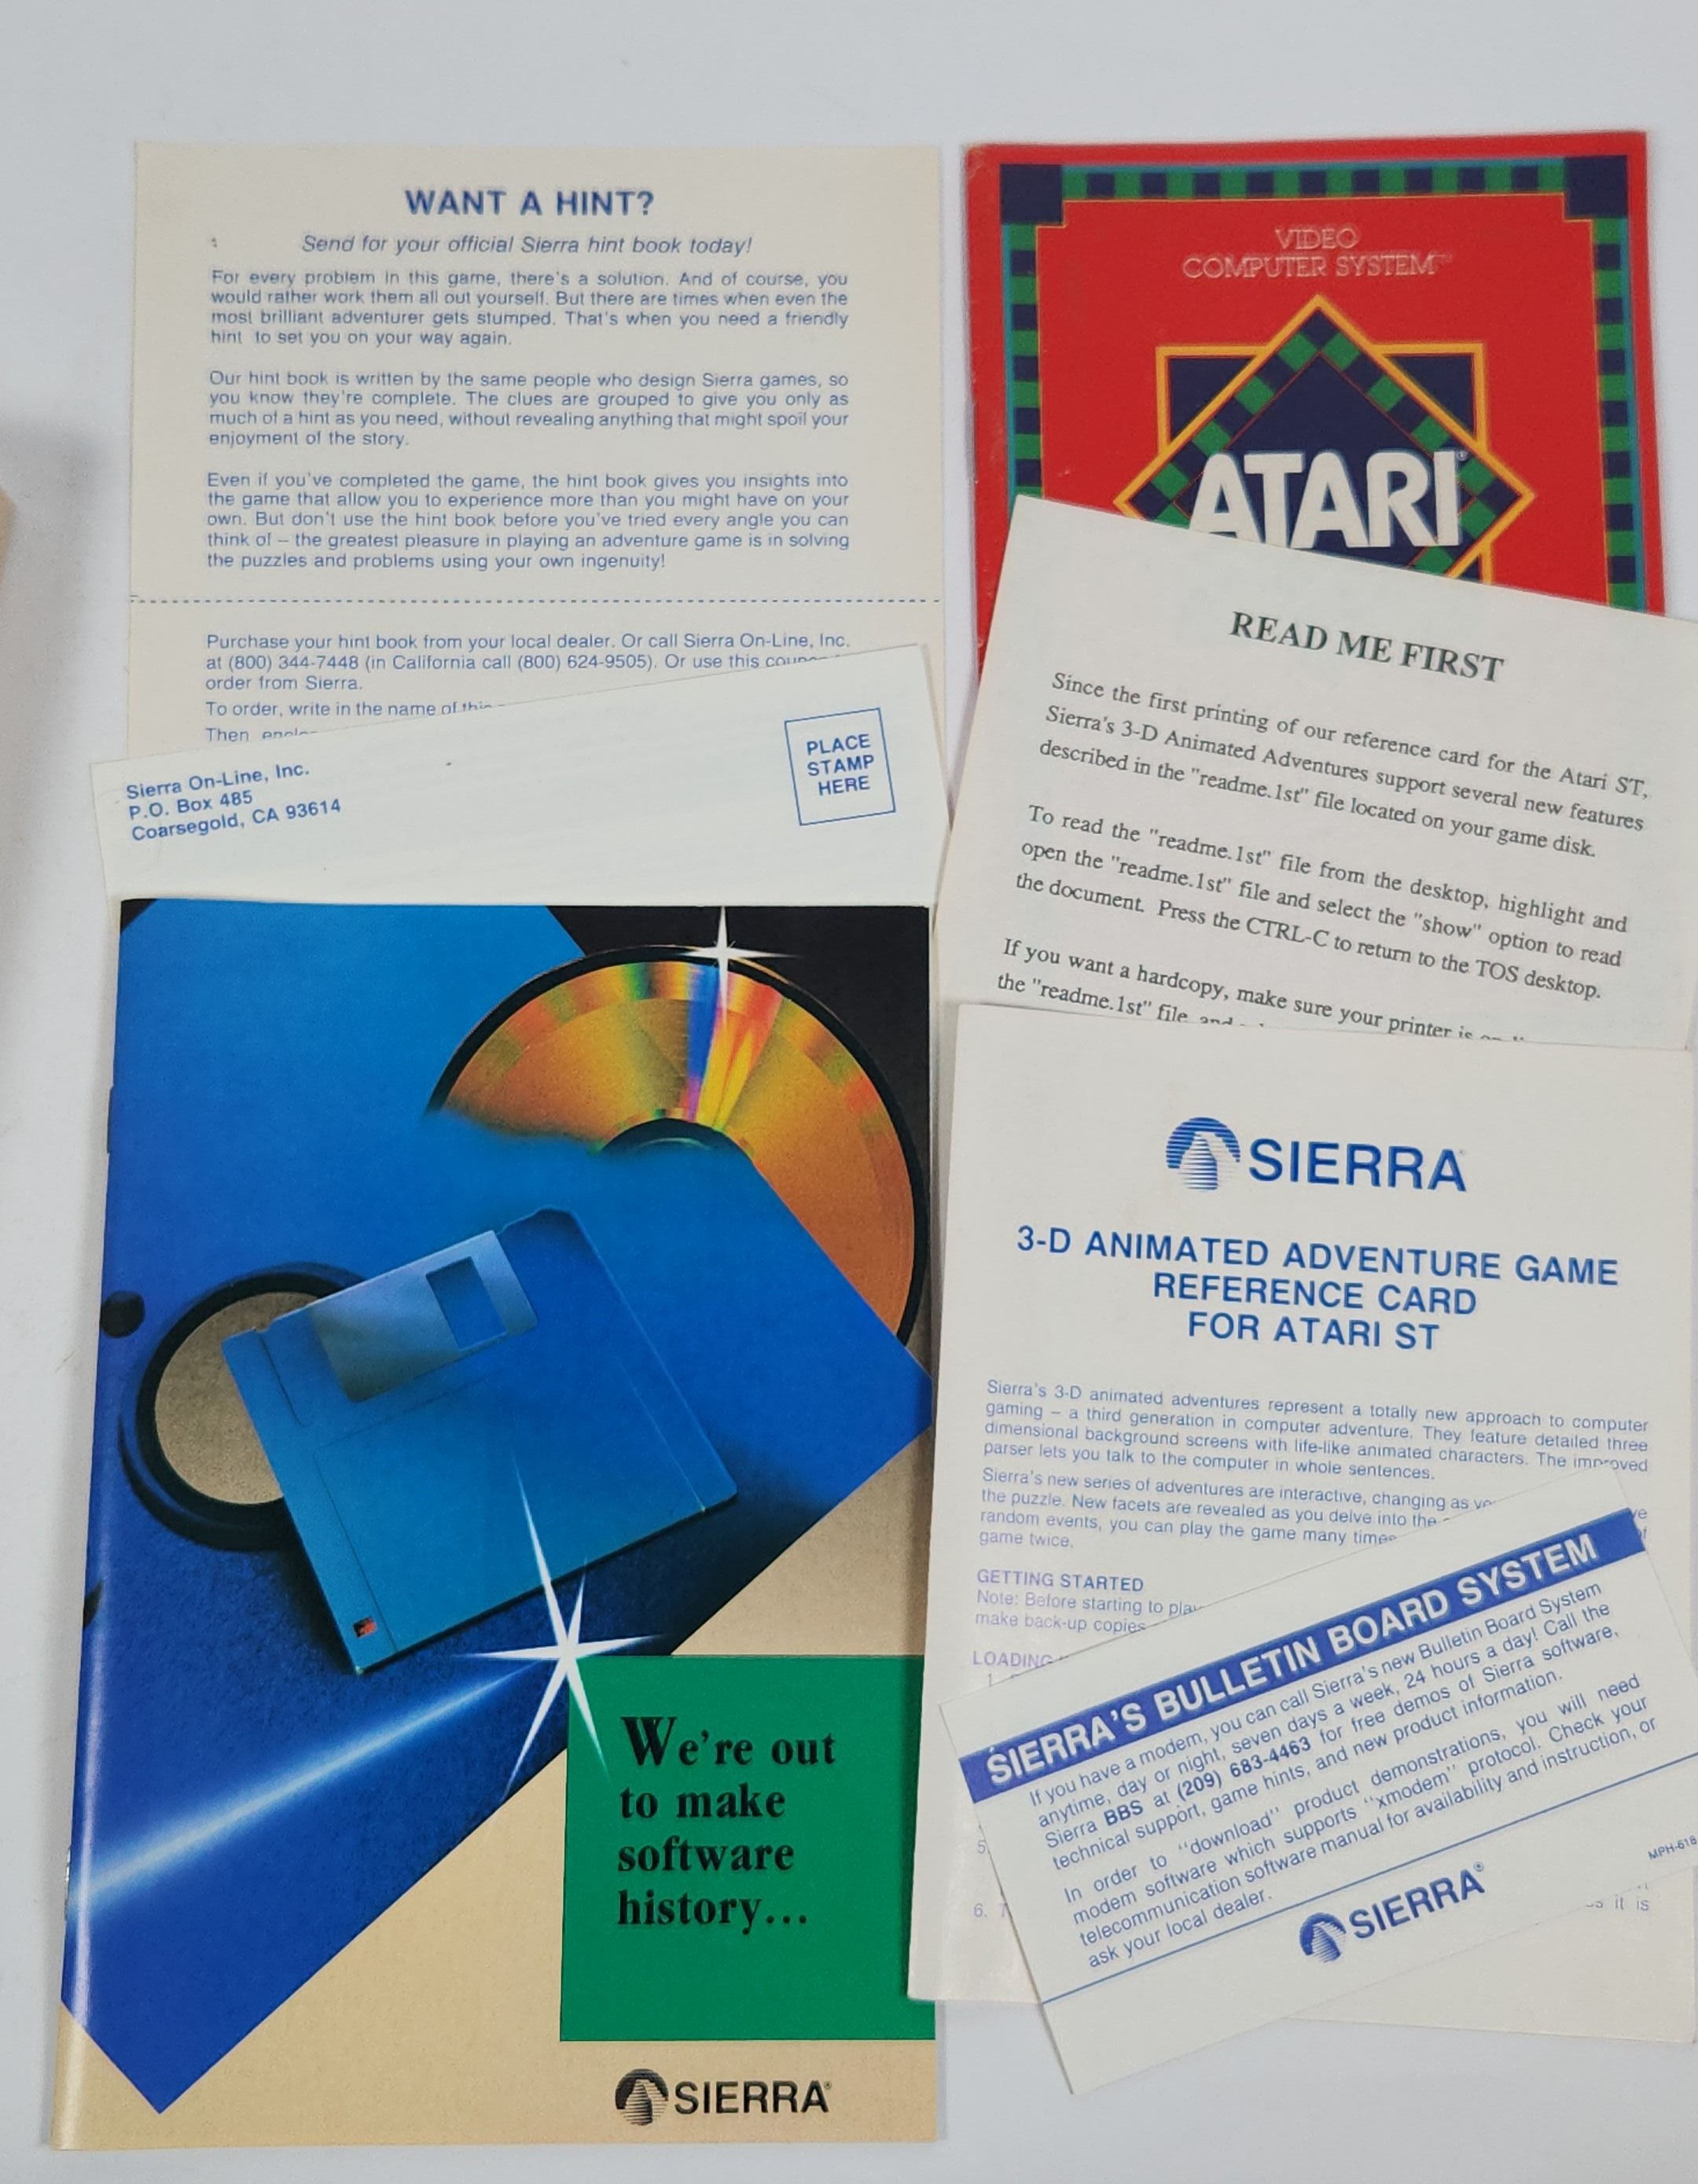 WANT A HINT?
Send for your official Sierra hint book today!
For every problem in this game, there's a solution. And of course, you
would rather work them all out yourself. But there are times when even the
most brilliant adventurer gets stumped. That's when you need a friendly
hint to set you on your way again.
Our hint book is written by the same people who design Sierra games, so
you know they're complete. The clues are grouped to give you only as
much of a hint as you need, without revealing anything that might spoil your
enjoyment of the story.
Even if you've completed the game, the hint book gives you insights into
the game that allow you to experience more than you might have on your
own. But don't use the hint book before you've tried every angle you can
think of – the greatest pleasure in playing an adventure game is in solving
the puzzles and problems using your own ingenuity!
Purchase your hint book from your local dealer. Or call Sierra On-Line, Inc.
at (800) 344-7448 (in California call (800) 624-9505). Or use this
order from Sierra.
To order, write in the name of this
Then
Sierra On-Line, Inc.
P.O. Box 485
Coarsegold, CA 93614
PLACE
STAMP
HERE
We're out
to make
software
history...
SIERRA®
VIDEO
COMPUTER SYSTEM™
ATARI®
READ ME FIRST
Since the first printing of our reference card for the Atari ST,
Sierra's 3-D Animated Adventures support several new features
described in the "readme.1st" file located on your game disk.
To read the "readme.1st" file from the desktop, highlight and
open the "readme.1st" file and select the "show" option to read
the document. Press the CTRL-C to return to the TOS desktop.
If you want a hardcopy, make sure your printer is
the "readme.1st" file, and
SIERRA
3-D ANIMATED ADVENTURE GAME
REFERENCE CARD
FOR ATARI ST
Sierra's 3-D animated adventures represent a totally new approach to computer
gaming – a third generation in computer adventure. They feature detailed three
dimensional background screens with life-like animated characters. The improved
parser lets you talk to the computer in whole sentences.
Sierra's new series of adventures are interactive, changing as
the puzzle. New facets are revealed as you delve into the
random events, you can play the game many times
game twice.
GETTING STARTED
Note: Before starting to play
make back-up copies
LOADING
5.
6.
it is
SIERRA'S BULLETIN BOARD SYSTEM
If you have a modem, you can call Sierra's new Bulletin Board System
anytime, day or night, seven days a week, 24 hours a day! Call the
Sierra BBS at (209) 683-4463 for free demos of Sierra software,
technical support, game hints, and new product information.
In order to "download" product demonstrations, you will need
modem software which supports "xmodem" protocol. Check your
telecommunication software manual for availability and instruction, or
ask your local dealer.
MPH-618
SIERRA®